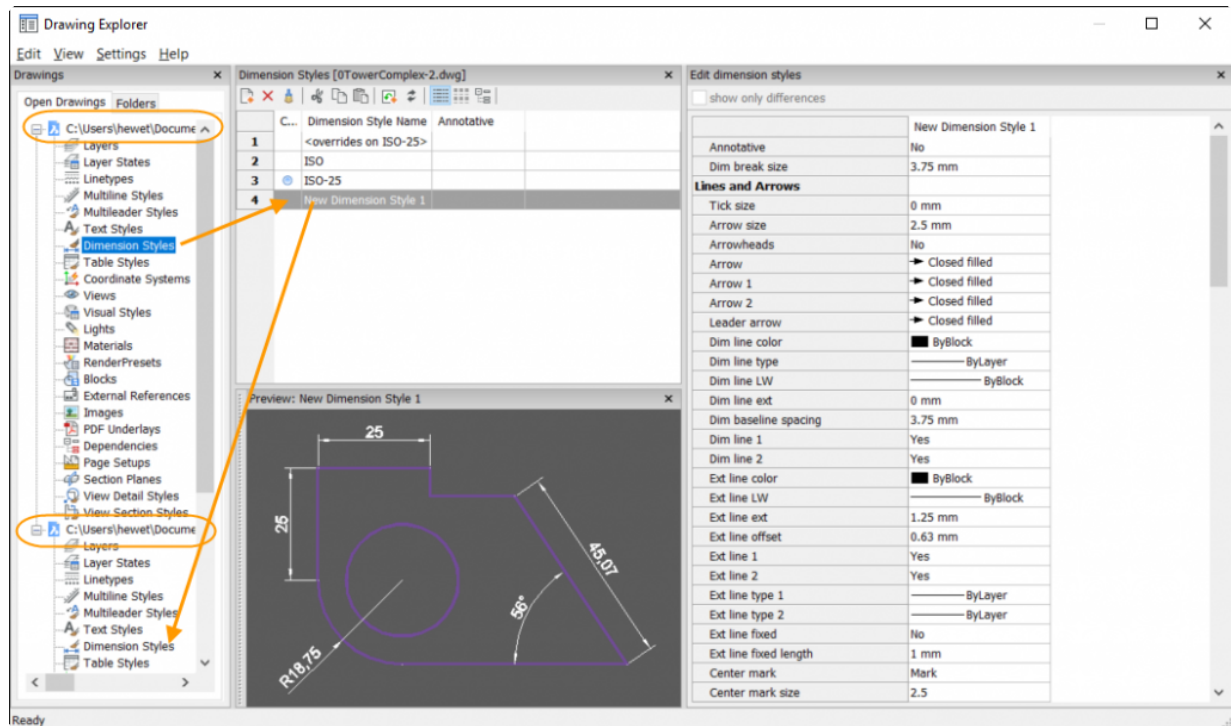 Drawing Explorer
Edit View Settings Help
Drawings
Open Drawings Folders
C:\Users\hewet\Docume
Layers
Layer States
Linetypes
Multiline Styles
Multileader Styles
Text Styles
Dimension Styles
Table Styles
Coordinate Systems
Views
Visual Styles
Lights
Materials
RenderPresets
Blocks
External References
Images
PDF Underlays
Dependencies
Page Setups
Section Planes
View Detail Styles
View Section Styles
C:\Users\hewet\Docume
Layers
Layer States
Linetypes
Multiline Styles
Multileader Styles
Text Styles
Dimension Styles
Table Styles
Dimension Styles [0TowerComplex-2.dwg]
C... Dimension Style Name Annotative
1 <overrides on ISO-25>
2 ISO
3 ISO-25
4 New Dimension Style 1
Preview: New Dimension Style 1
25
25
45,07
56°
R18,75
Edit dimension styles
show only differences
New Dimension Style 1
Annotative No
Dim break size 3.75 mm
Lines and Arrows
Tick size 0 mm
Arrow size 2.5 mm
Arrowheads No
Arrow Closed filled
Arrow 1 Closed filled
Arrow 2 Closed filled
Leader arrow Closed filled
Dim line color ByBlock
Dim line type ByLayer
Dim line LW ByBlock
Dim line ext 0 mm
Dim baseline spacing 3.75 mm
Dim line 1 Yes
Dim line 2 Yes
Ext line color ByBlock
Ext line LW ByBlock
Ext line ext 1.25 mm
Ext line offset 0.63 mm
Ext line 1 Yes
Ext line 2 Yes
Ext line type 1 ByLayer
Ext line type 2 ByLayer
Ext line fixed No
Ext line fixed length 1 mm
Center mark Mark
Center mark size 2.5
Ready